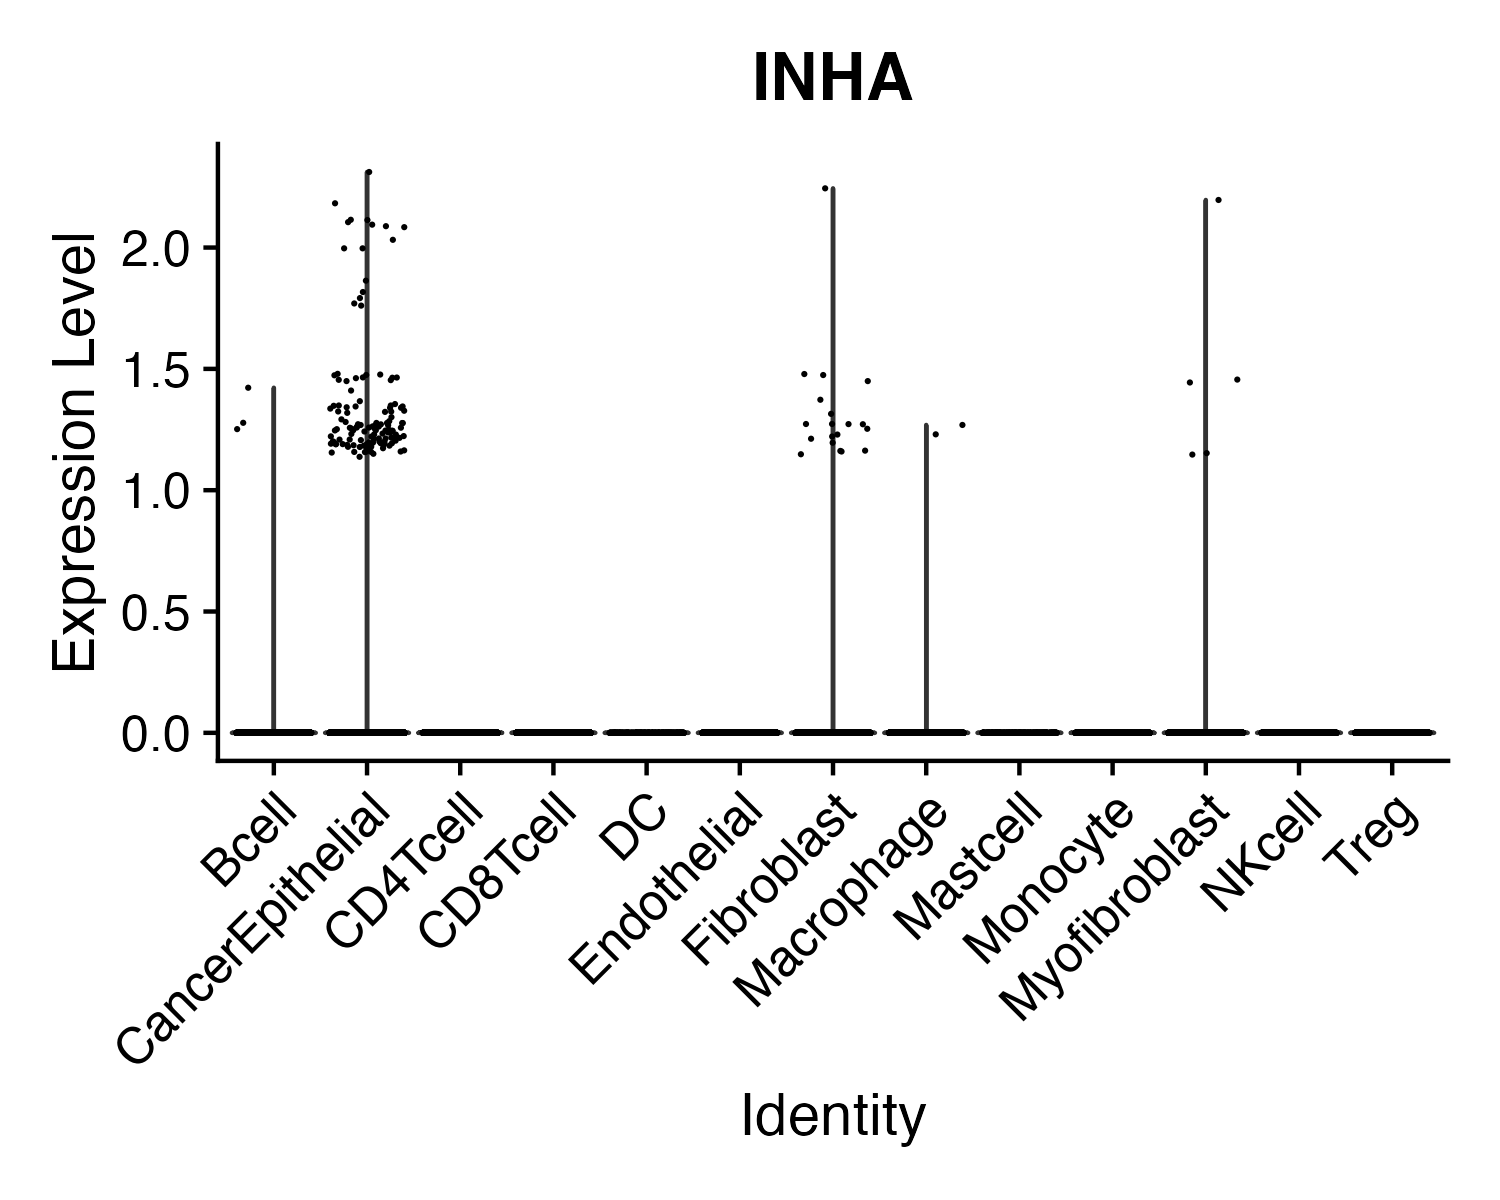 INHA
Expression Level
2.0
1.5
1.0
0.5
0.0
Bcell
CancerEpithelial
CD4Tcell
CD8Tcell
DC
Endothelial
Fibroblast
Macrophage
Mastcell
Monocyte
Myofibroblast
NKcell
Treg
Identity